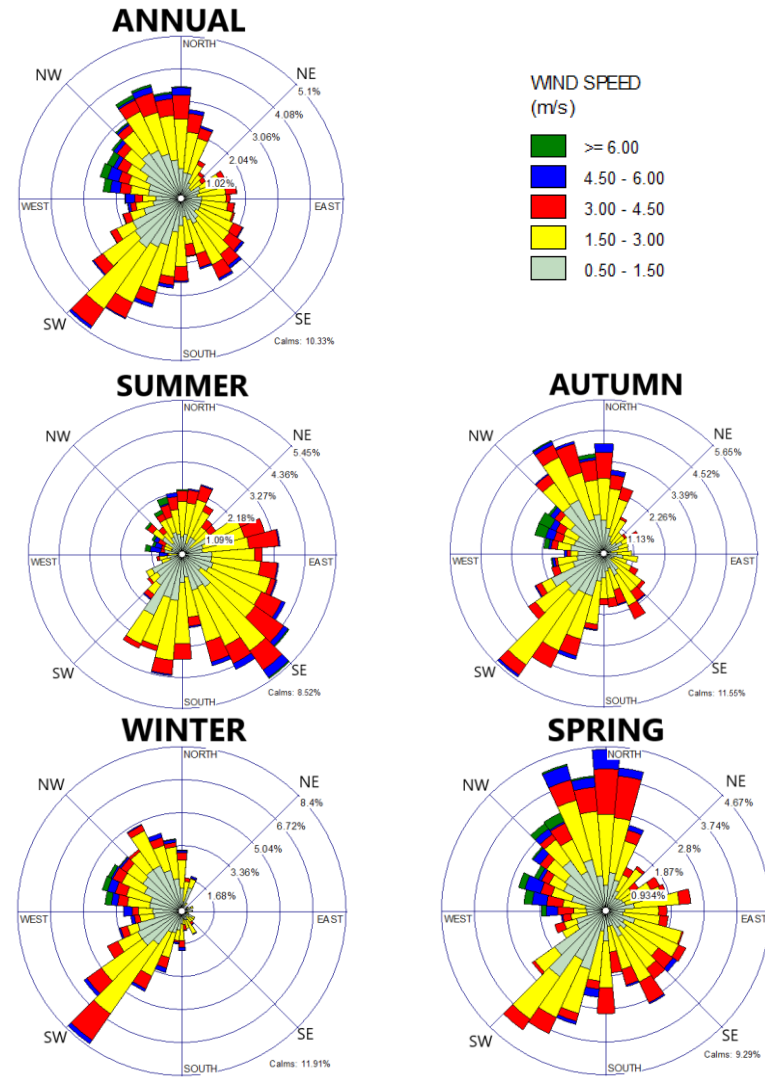 ANNUAL
NORTH
NW
NE
5.1%
4.08%
3.06%
2.04%
1.02%
WEST
EAST
SW
SE
SOUTH
Calms: 10.33%
WIND SPEED
(m/s)
>= 6.00
4.50 - 6.00
3.00 - 4.50
1.50 - 3.00
0.50 - 1.50
SUMMER
NORTH
NW
NE
5.45%
4.36%
3.27%
2.18%
1.09%
WEST
EAST
SW
SE
SOUTH
Calms: 8.52%
AUTUMN
NORTH
NW
NE
5.65%
4.52%
3.39%
2.26%
1.13%
WEST
EAST
SW
SE
SOUTH
Calms: 11.55%
WINTER
NORTH
NW
NE
8.4%
6.72%
5.04%
3.36%
1.68%
WEST
EAST
SW
SE
SOUTH
Calms: 11.91%
SPRING
NORTH
NW
NE
4.67%
3.74%
2.8%
1.87%
0.934%
WEST
EAST
SW
SE
SOUTH
Calms: 9.29%